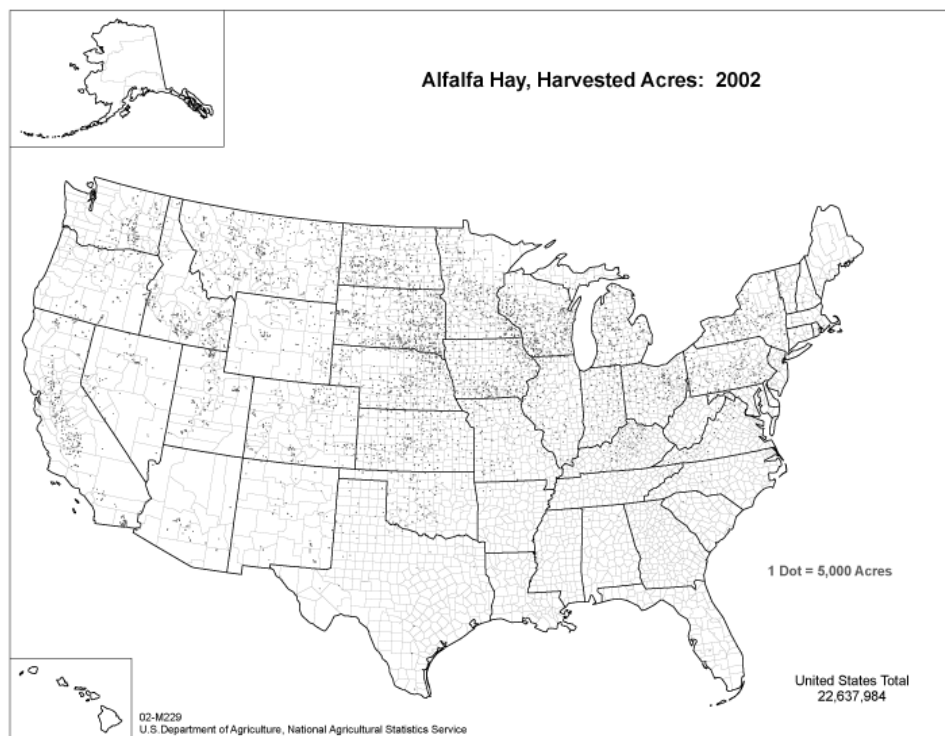 Alfalfa Hay, Harvested Acres: 2002
1 Dot = 5,000 Acres
United States Total
22,637,984
02-M229
U.S.Department of Agriculture, National Agricultural Statistics Service